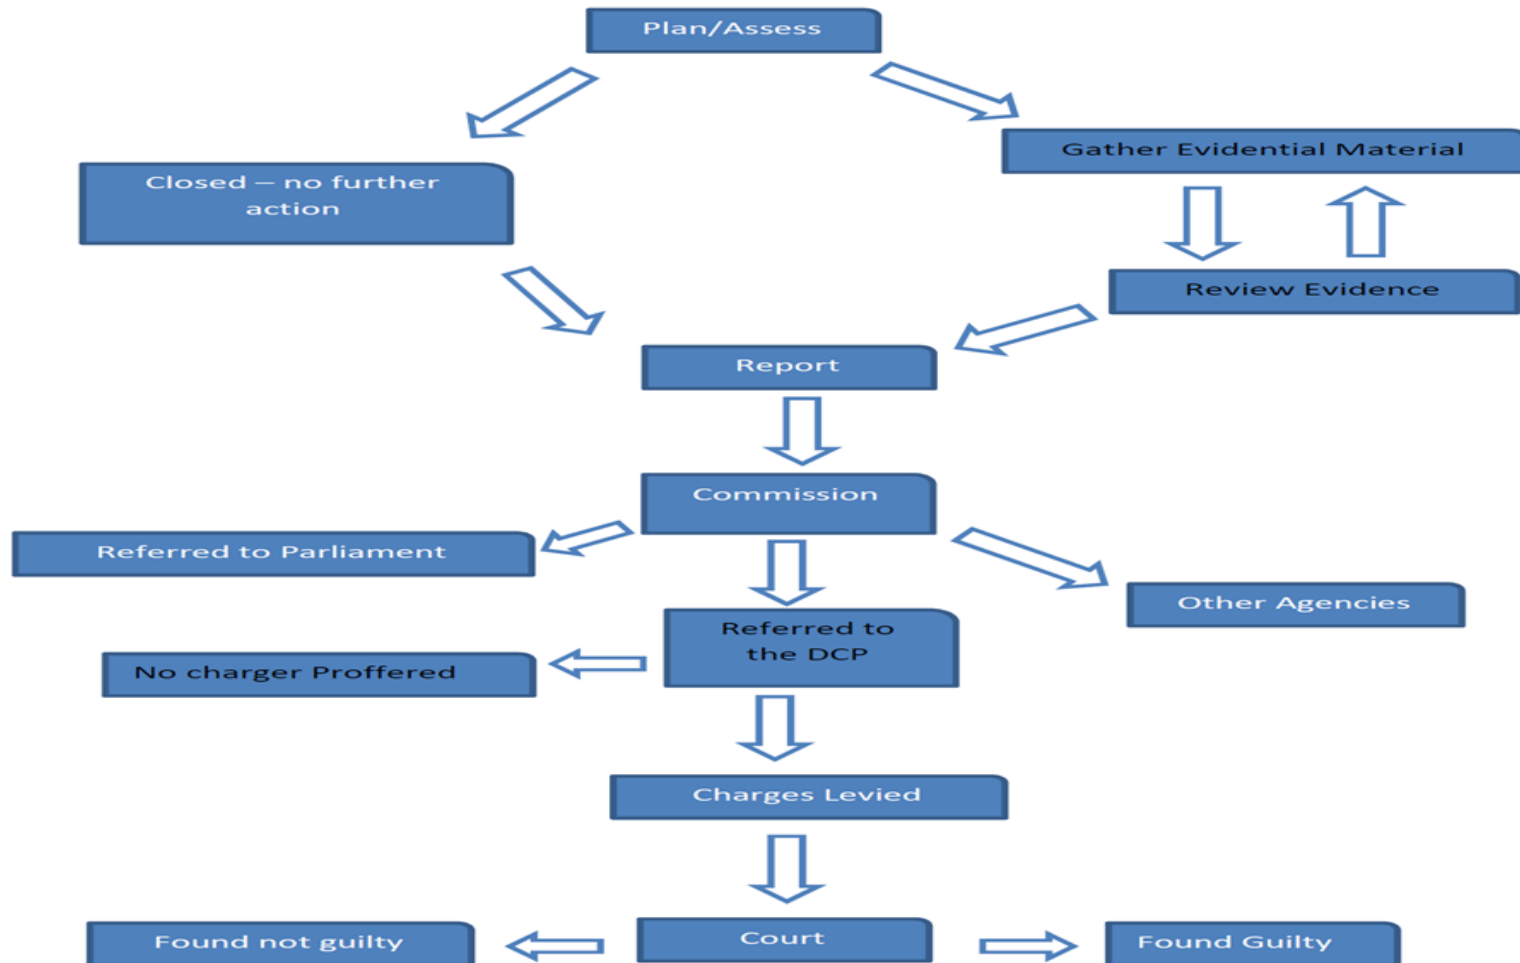 Plan/Assess
Gather Evidential Material
Closed – no further
action
Review Evidence
Report
Commission
Referred to Parliament
Other Agencies
Referred to
the DCP
No charger Proffered
Charges Levied
Found not guilty
Court
Found Guilty